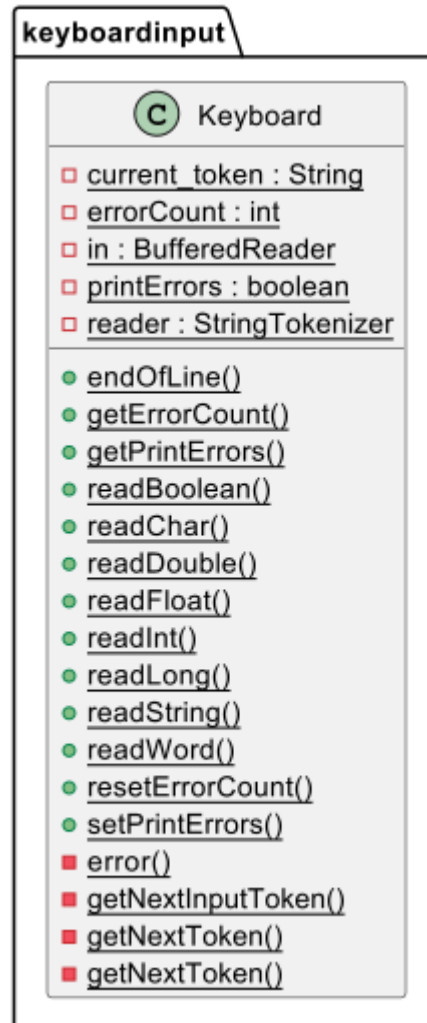 keyboardinput
C Keyboard
current_token : String
errorCount : int
in : BufferedReader
printErrors : boolean
reader : StringTokenizer
endOfLine()
getErrorCount()
getPrintErrors()
readBoolean()
readChar()
readDouble()
readFloat()
readInt()
readLong()
readString()
readWord()
resetErrorCount()
setPrintErrors()
error()
getNextInputToken()
getNextToken()
getNextToken()